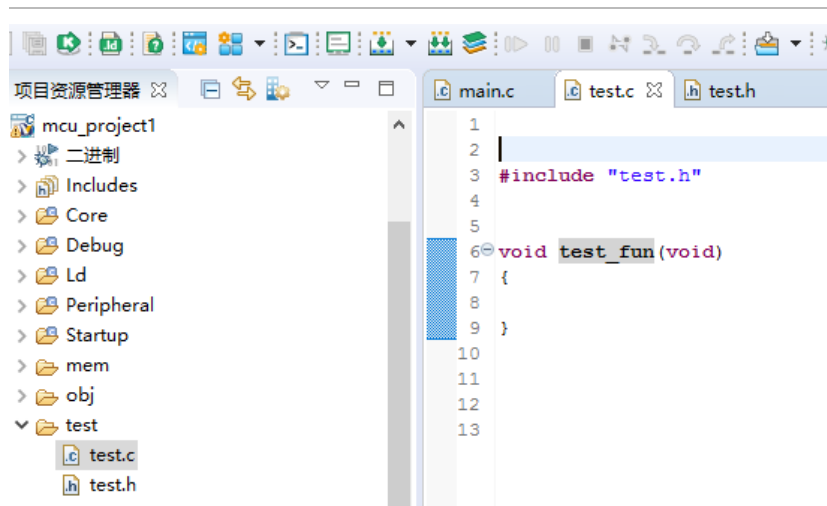 项目资源管理器
mcu_project1
二进制
Includes
Core
Debug
Ld
Peripheral
Startup
mem
obj
test
test.c
test.h
main.c test.c test.h
1
2
3 #include "test.h"
4
5
6 void test_fun(void)
7 {
8
9 }
10
11
12
13